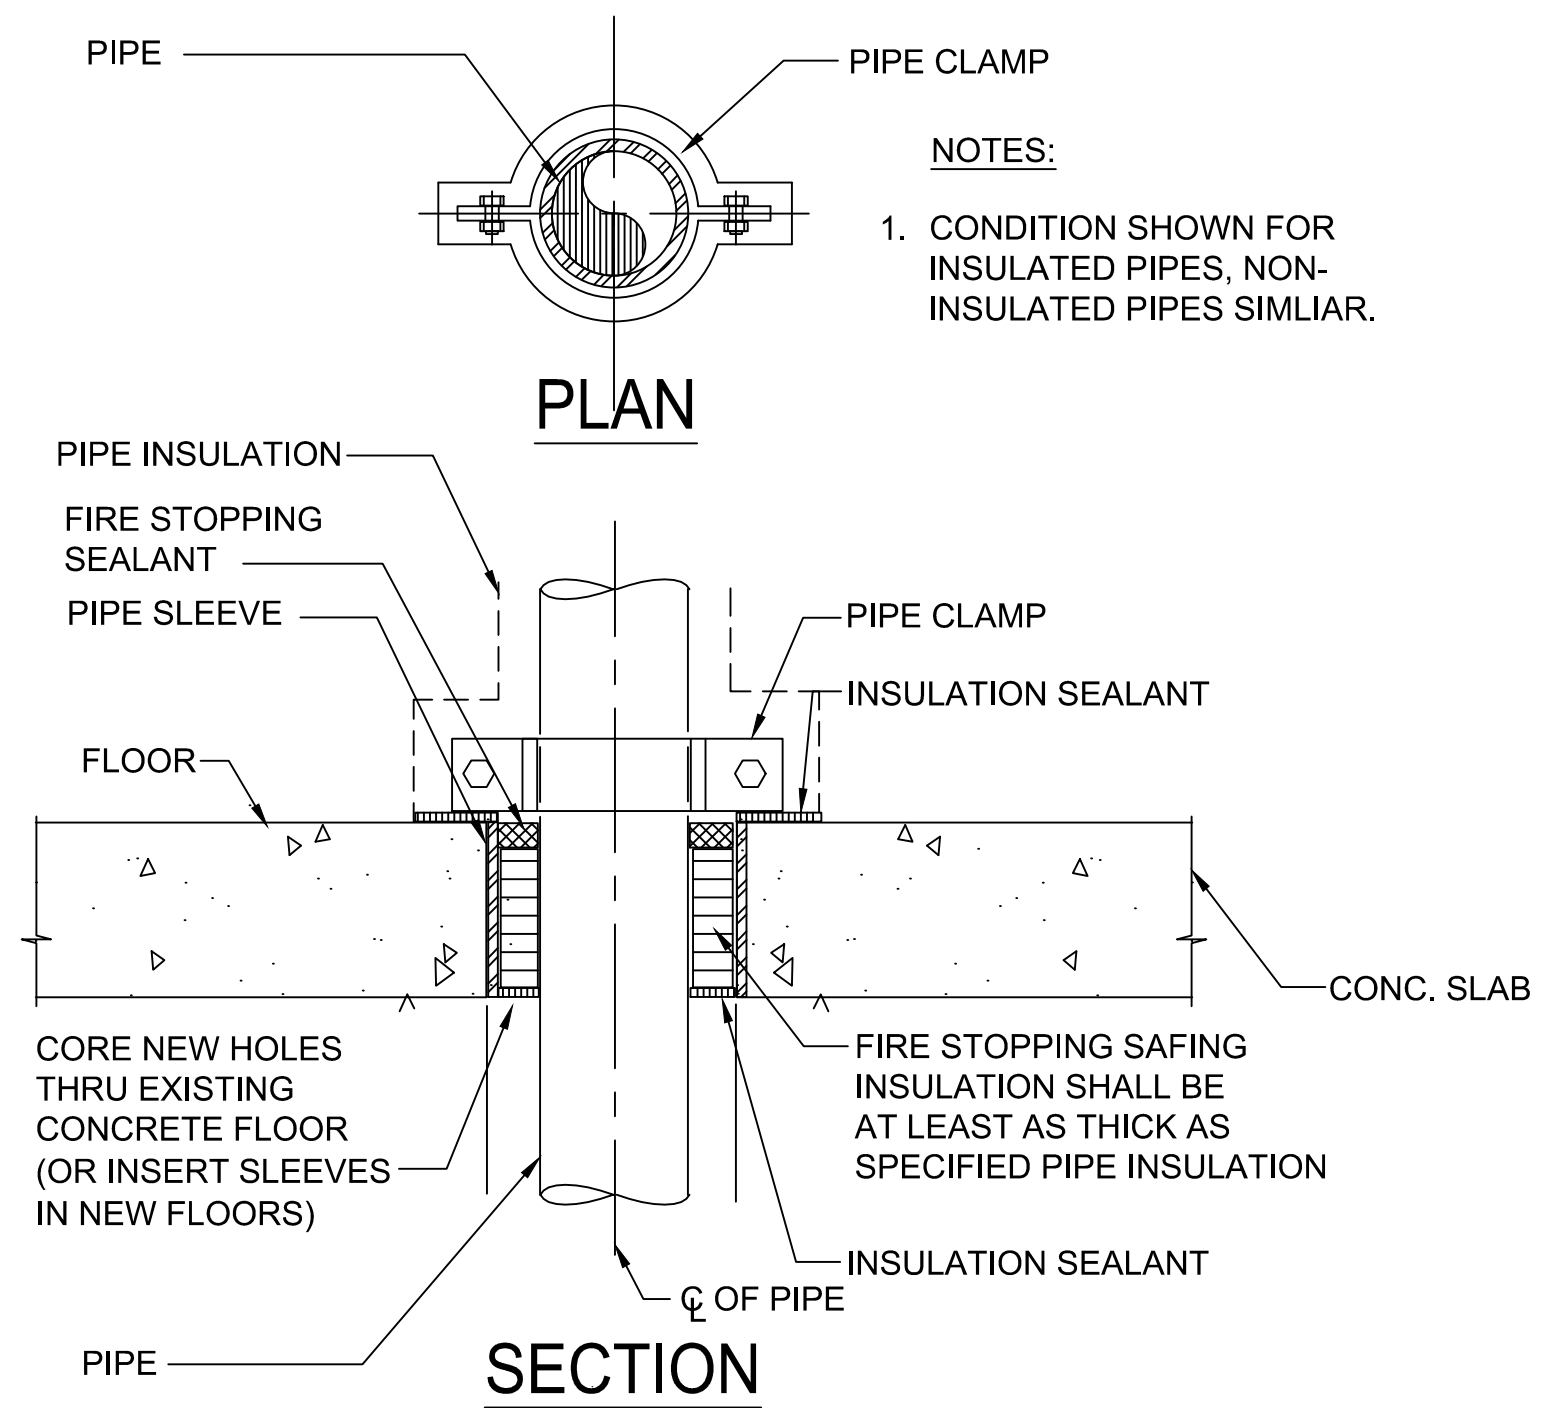 PIPE
PIPE CLAMP
NOTES:
1. CONDITION SHOWN FOR
INSULATED PIPES, NON-
INSULATED PIPES SIMLIAR.
PLAN
PIPE INSULATION
FIRE STOPPING
SEALANT
PIPE SLEEVE
PIPE CLAMP
INSULATION SEALANT
FLOOR
CONC. SLAB
CORE NEW HOLES
THRU EXISTING
CONCRETE FLOOR
(OR INSERT SLEEVES
IN NEW FLOORS)
FIRE STOPPING SAFING
INSULATION SHALL BE
AT LEAST AS THICK AS
SPECIFIED PIPE INSULATION
INSULATION SEALANT
℄ OF PIPE
PIPE
SECTION